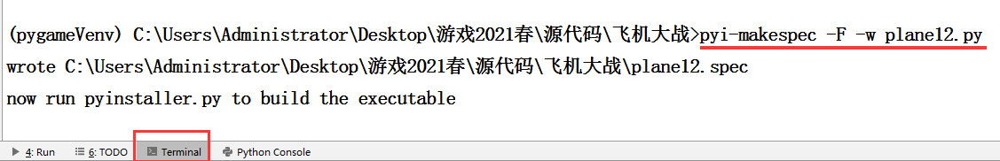 (pygameVenv) C:\Users\Administrator\Desktop\游戏2021春\源代码\飞机大战>pyi-makespec -F -w plane12.py
wrote C:\Users\Administrator\Desktop\游戏2021春\源代码\飞机大战\plane12.spec
now run pyinstaller.py to build the executable
4: Run 6: TODO Terminal Python Console